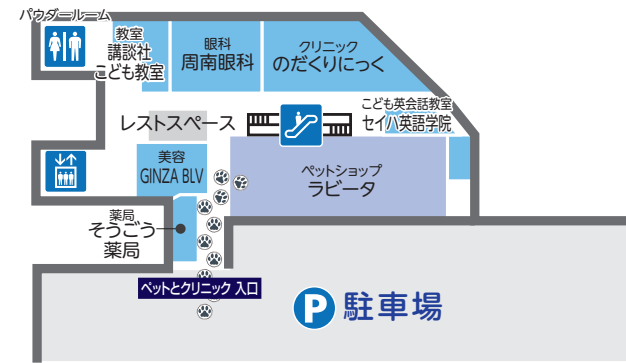 パウダールーム
教室
講談社
こども教室
眼科
周南眼科
クリニック
のだくりにっく
レストスペース
こども英会話教室
セイハ英語学院
美容
GINZA BLV
ペットショップ
ラビータ
薬局
そうごう
薬局
ペットとクリニック 入口
P 駐車場